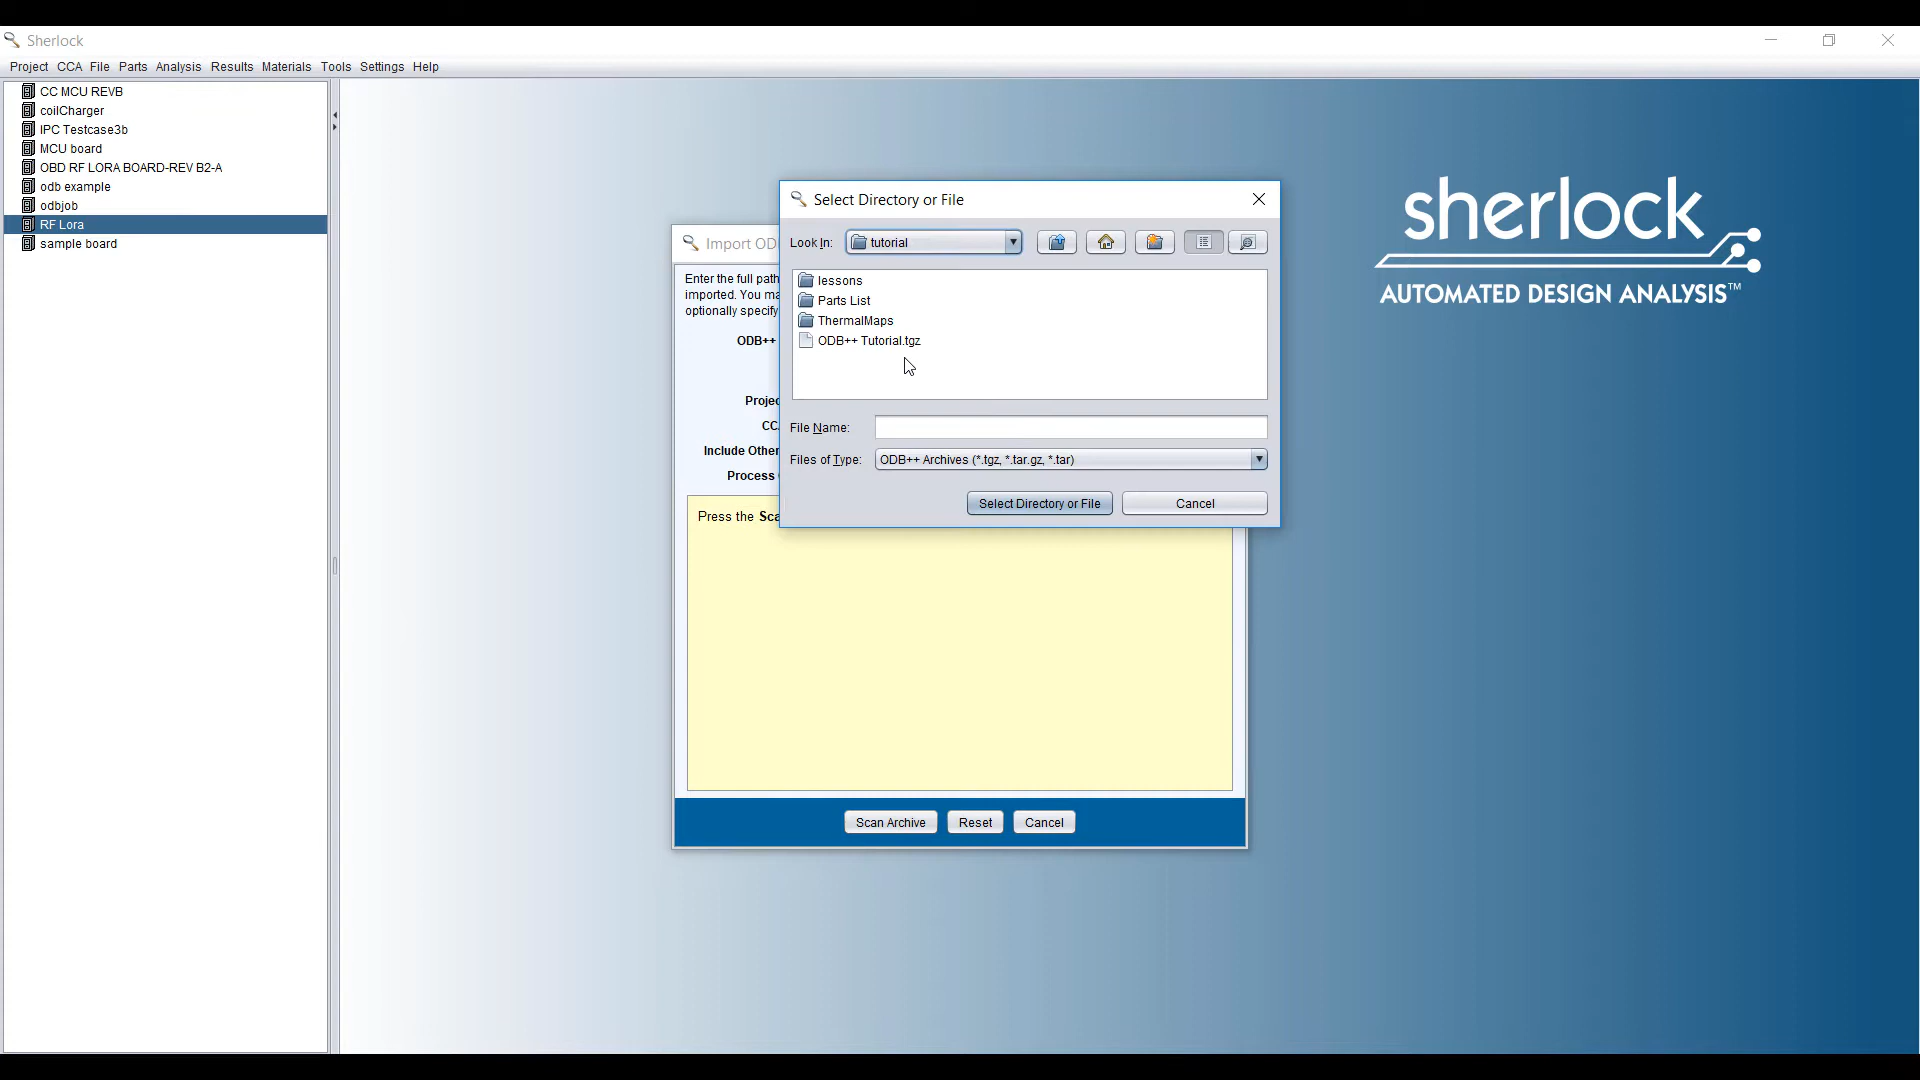 Sherlock
Project CCA File Parts Analysis Results Materials Tools Settings Help
CC MCU REVB
coilCharger
IPC Testcase3b
MCU board
OBD RF LORA BOARD-REV B2-A
odb example
odbjob
RF Lora
sample board
sherlock
AUTOMATED DESIGN ANALYSIS™
Import OD
Enter the full path
imported. You ma
optionally specify
ODB++
Projec
CC
Include Other
Process
Press the Sca
Scan Archive Reset Cancel
Select Directory or File
Look In: tutorial
lessons
Parts List
ThermalMaps
ODB++ Tutorial.tgz
File Name:
Files of Type: ODB++ Archives (*.tgz, *.tar.gz, *.tar)
Select Directory or File Cancel